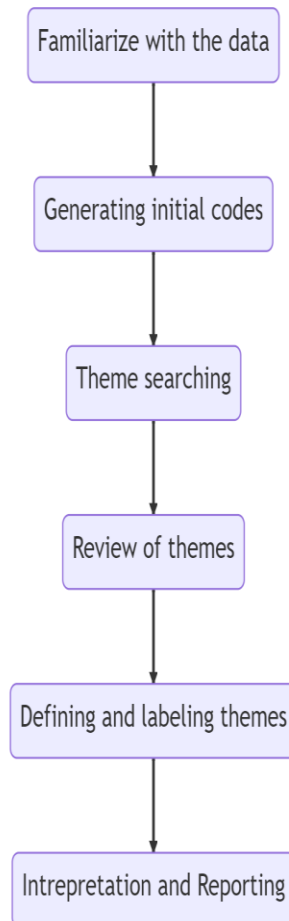 Familiarize with the data
Generating initial codes
Theme searching
Review of themes
Defining and labeling themes
Intrepretation and Reporting